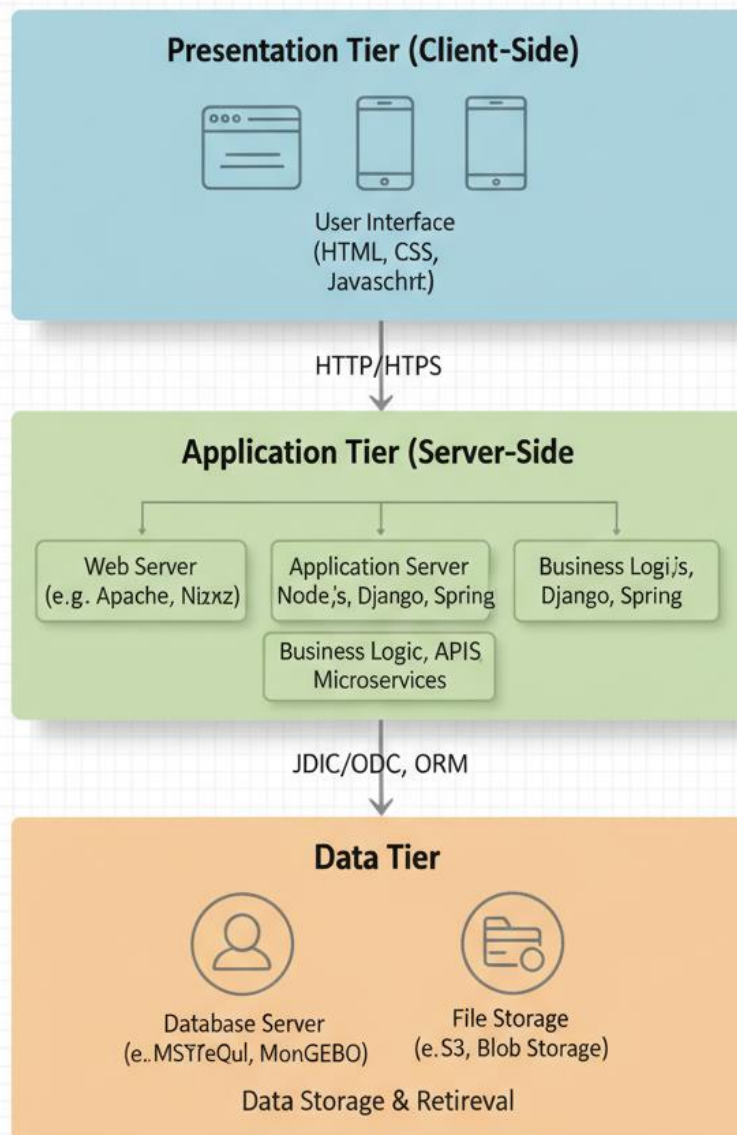 Presentation Tier (Client-Side)
User Interface
(HTML, CSS,
Javaschrt.)
HTTP/HTPS
Application Tier (Server-Side
Web Server
(e.g. Apache, Nizxz)
Application Server
Node,'s, Django, Spring
Business Logi,'s,
Django, Spring
Business Logic, APIS
Microservices
JDIC/ODC, ORM
Data Tier
Database Server
(e.. MonGEBO)
File Storage
(e.S3, Blob Storage)
Data Storage & Retireval